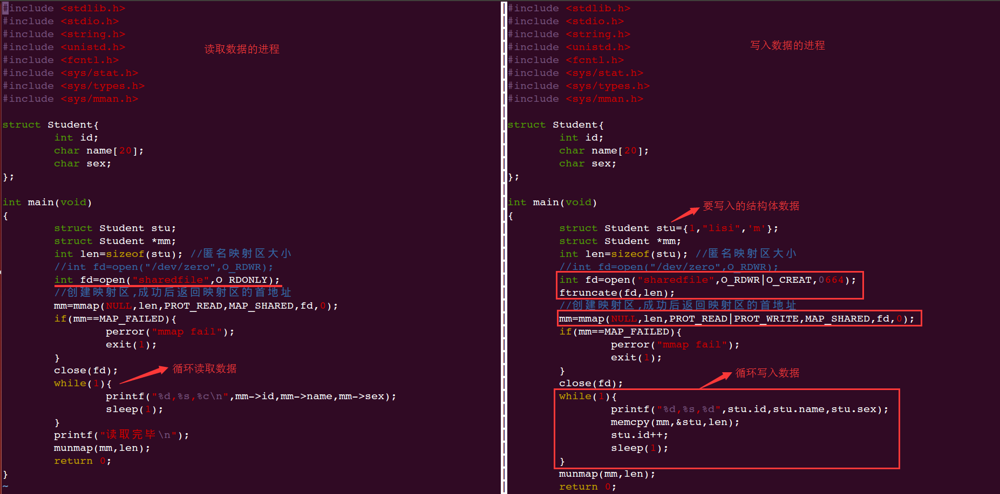 #include <stdlib.h>
#include <stdio.h>
#include <string.h>
#include <unistd.h>
读取数据的进程
#include <fcntl.h>
#include <sys/stat.h>
#include <sys/types.h>
#include <sys/mman.h>
struct Student{
int id;
char name[20];
char sex;
};
int main(void)
{
struct Student stu;
struct Student *mm;
int len=sizeof(stu); //匿名映射区大小
//int fd=open("/dev/zero",O_RDWR);
int fd=open("sharedfile",O_RDONLY);
//创建映射区,成功后返回映射区的首地址
mm=mmap(NULL,len,PROT_READ,MAP_SHARED,fd,0);
if(mm==MAP_FAILED){
perror("mmap fail");
exit(1);
}
close(fd);
循环读取数据
while(1){
printf("%d,%s,%c\n",mm->id,mm->name,mm->sex);
sleep(1);
}
printf("读取完毕\n");
munmap(mm,len);
return 0;
}
~
#include <stdlib.h>
#include <stdio.h>
#include <string.h>
#include <unistd.h>
写入数据的进程
#include <fcntl.h>
#include <sys/stat.h>
#include <sys/types.h>
#include <sys/mman.h>
struct Student{
int id;
char name[20];
char sex;
};
int main(void)
要写入的结构体数据
{
struct Student stu={1,"lisi",'m'};
struct Student *mm;
int len=sizeof(stu); //匿名映射区大小
//int fd=open("/dev/zero",O_RDWR);
int fd=open("sharedfile",O_RDWR|O_CREAT,0664);
ftruncate(fd,len);
//创建映射区,成功后返回映射区的首地址
mm=mmap(NULL,len,PROT_READ|PROT_WRITE,MAP_SHARED,fd,0);
if(mm==MAP_FAILED){
perror("mmap fail");
exit(1);
}
循环写入数据
close(fd);
while(1){
printf("%d,%s,%d",stu.id,stu.name,stu.sex);
memcpy(mm,&stu,len);
stu.id++;
sleep(1);
}
munmap(mm,len);
return 0;